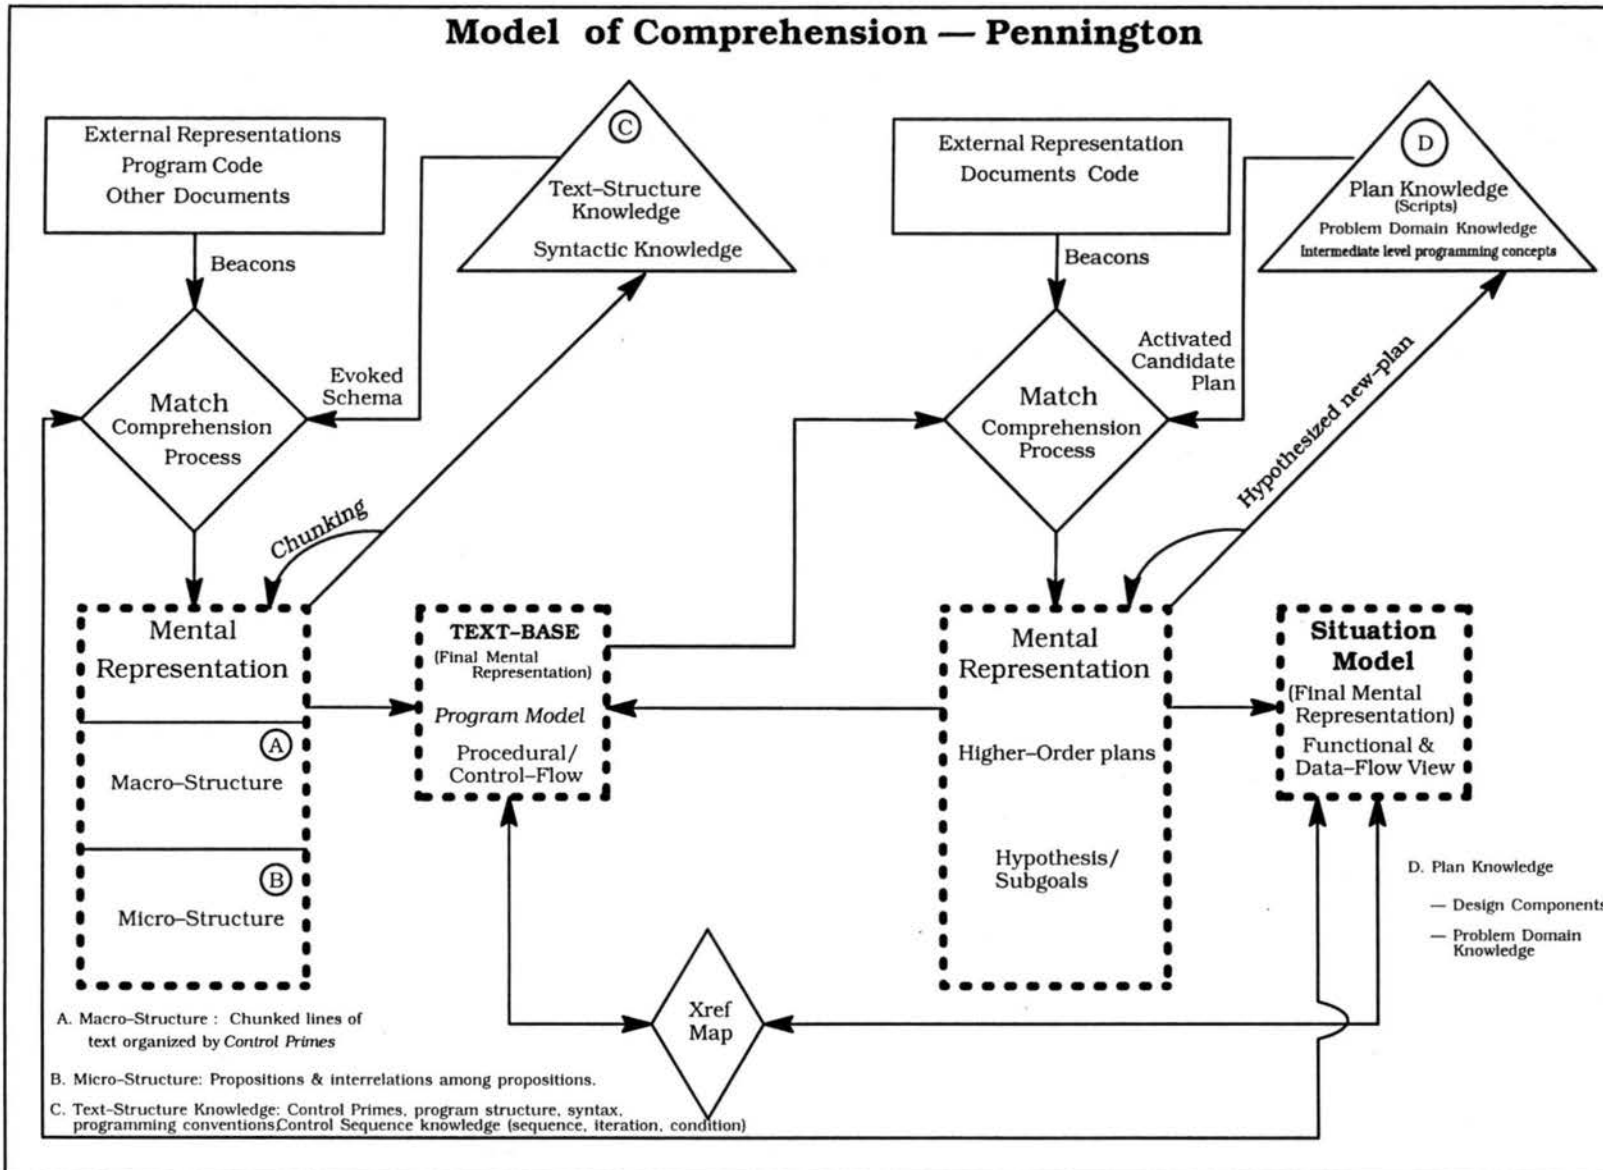 Model of Comprehension — Pennington
External Representations
Program Code
Other Documents
Beacons
C
Text–Structure
Knowledge
Syntactic Knowledge
Evoked
Schema
Match
Comprehension
Process
Chunking
Mental
Representation
A
Macro–Structure
B
Micro–Structure
TEXT–BASE
(Final Mental
Representation)
Program Model
Procedural/
Control–Flow
External Representation
Documents Code
Beacons
D
Plan Knowledge
(Scripts)
Problem Domain Knowledge
Intermediate level programming concepts
Activated
Candidate
Plan
Match
Comprehension
Process
Hypothesized new–plan
Mental
Representation
Higher–Order plans
Hypothesis/
Subgoals
Situation
Model
(Final Mental
Representation)
Functional &
Data–Flow View
Xref
Map
D. Plan Knowledge
— Design Components
— Problem Domain
Knowledge
A. Macro–Structure : Chunked lines of
text organized by Control Primes
B. Micro–Structure: Propositions & interrelations among propositions.
C. Text–Structure Knowledge: Control Primes, program structure, syntax,
programming conventions,Control Sequence knowledge (sequence, iteration, condition)